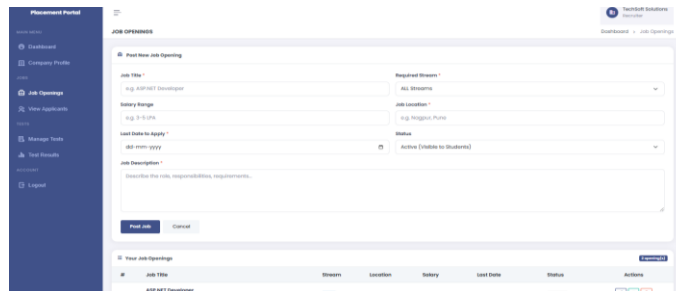 Placement Portal
TechSoft Solutions
Recruiter
MAIN MENU
JOB OPENINGS
Dashboard > Job Openings
Dashboard
Post New Job Opening
Company Profile
JOBS
Job Title *
Required Stream *
Job Openings
e.g. ASP.NET Developer
ALL Streams
View Applicants
Salary Range
Job Location *
TESTS
e.g. 3-5 LPA
e.g. Nagpur, Pune
Manage Tests
Last Date to Apply *
Status
Test Results
dd-mm-yyyy
Active (Visible to Students)
ACCOUNT
Job Description *
Logout
Describe the role, responsibilities, requirements...
Post Job
Cancel
Your Job Openings
# Job Title Stream Location Salary Last Date Status Actions
ASP.NET Developer